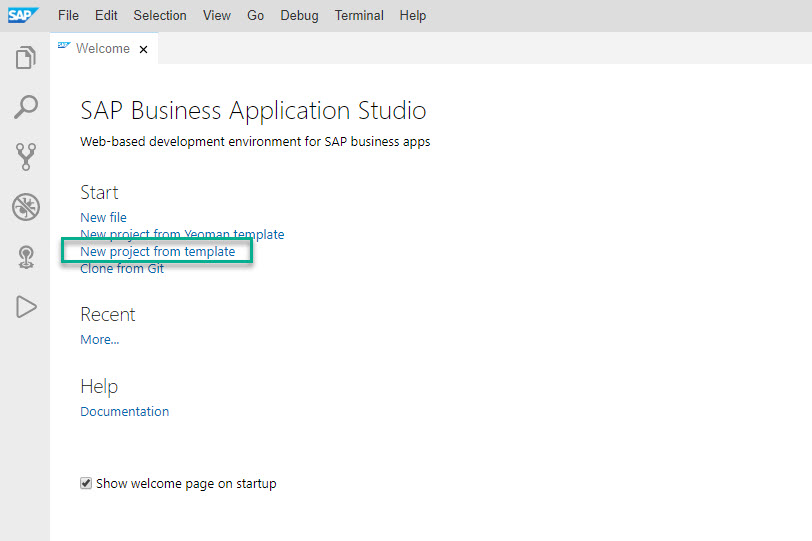 SAP File Edit Selection View Go Debug Terminal Help
SAP Welcome
SAP Business Application Studio
Web-based development environment for SAP business apps
Start
New file
New project from Yeoman template
New project from template
Clone from Git
Recent
More...
Help
Documentation
Show welcome page on startup